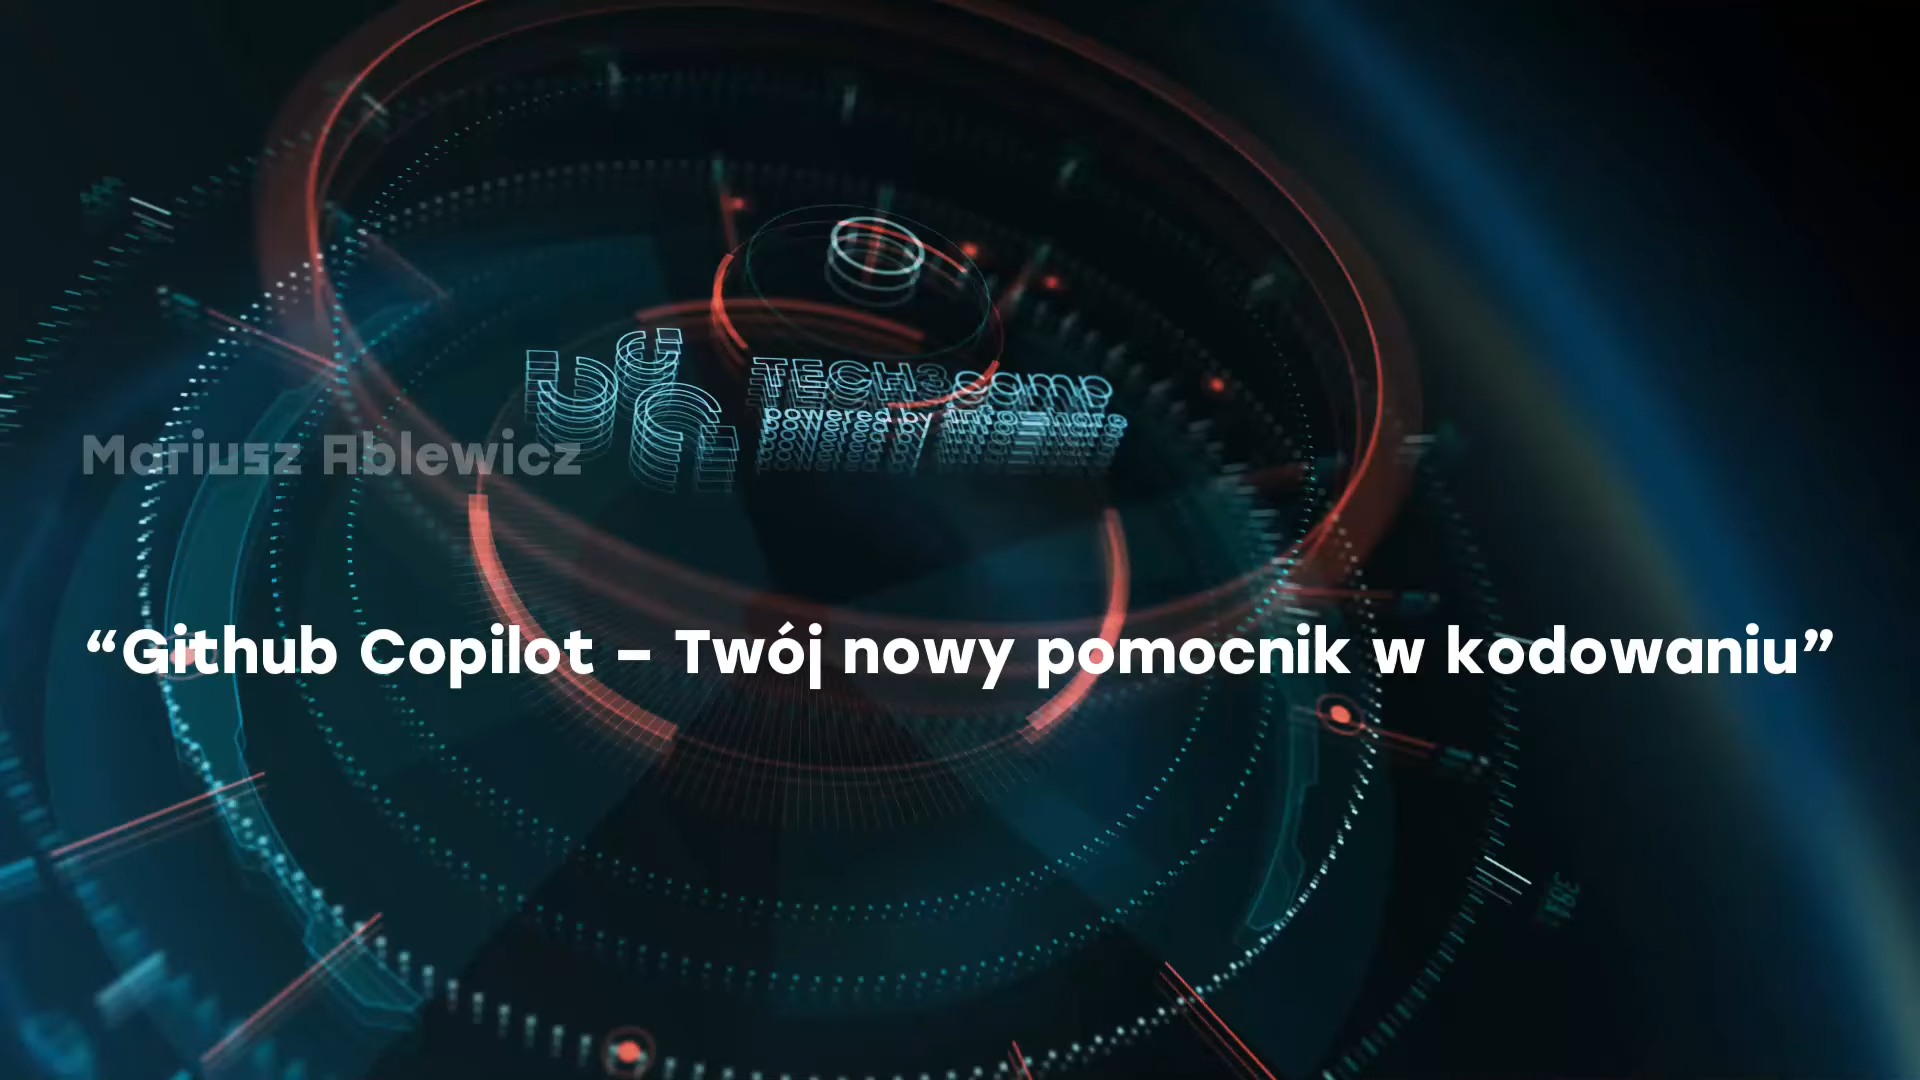 TECH3camp
powered by infoShare
Mariusz Ablewicz
“Github Copilot – Twój nowy pomocnik w kodowaniu”